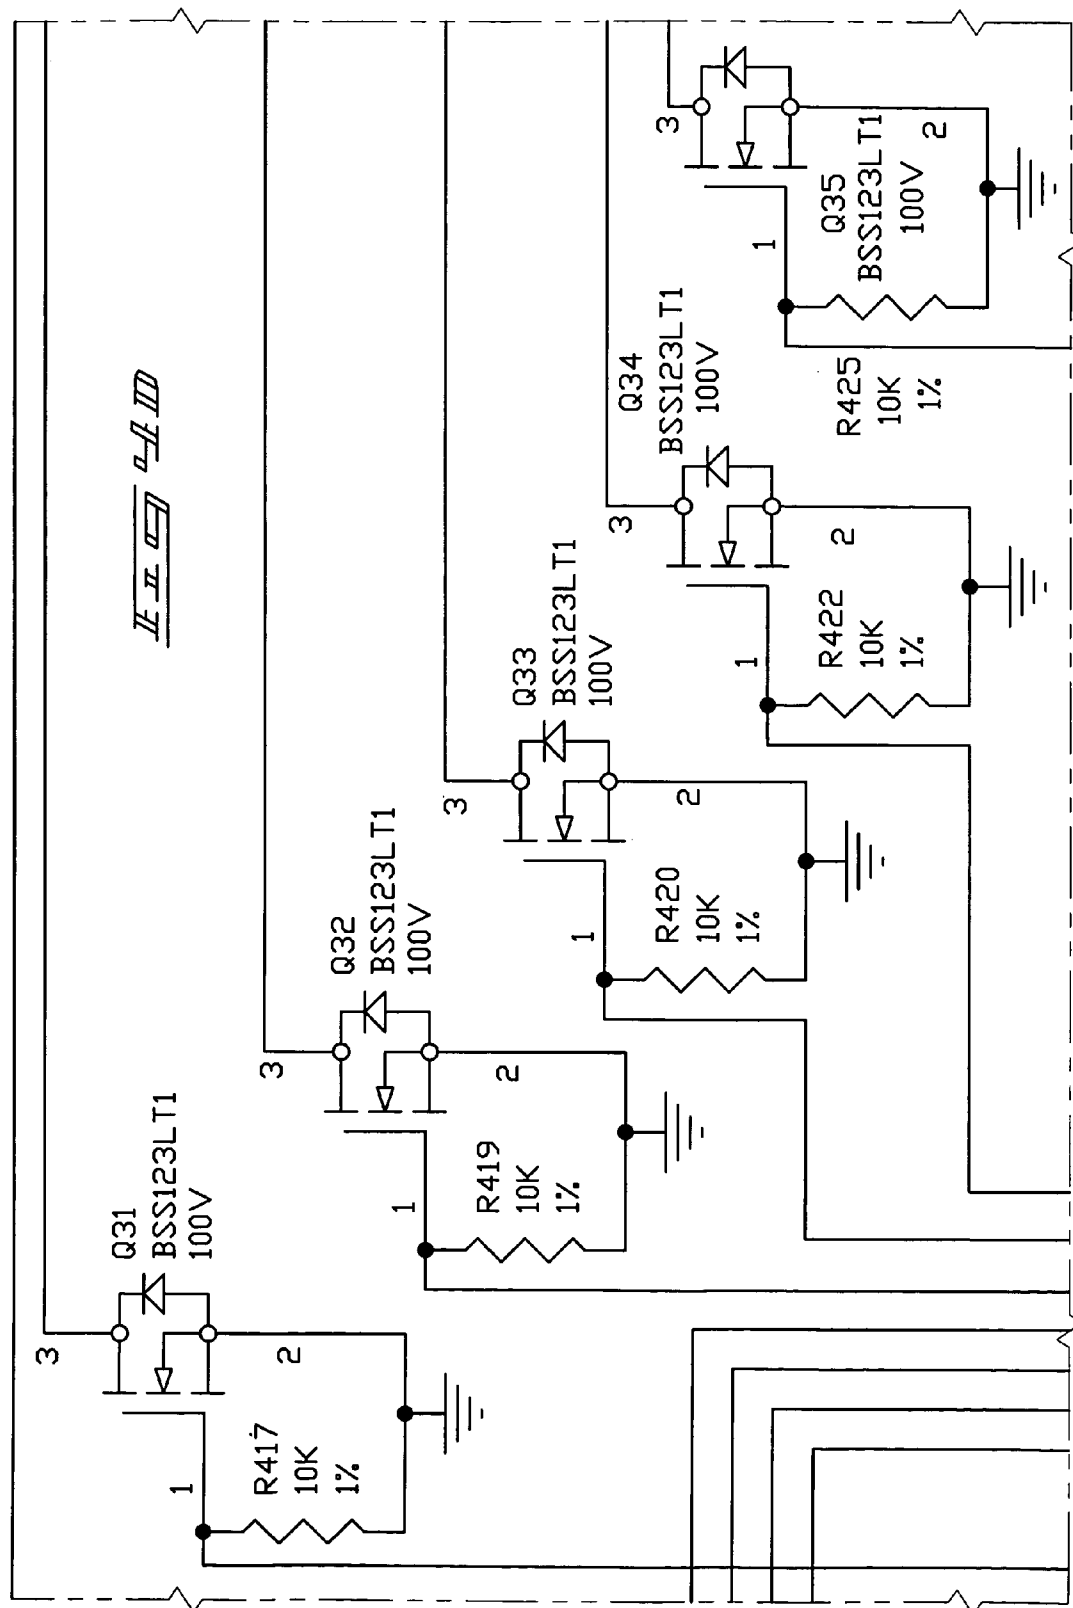 FIG 4D
Q31
BSS123LT1
100V
3
2
1
R417
10K
1%
Q32
BSS123LT1
100V
3
2
1
R419
10K
1%
Q33
BSS123LT1
100V
3
2
1
R420
10K
1%
Q34
BSS123LT1
100V
3
2
1
R422
10K
1%
Q35
BSS123LT1
100V
3
2
1
R425
10K
1%